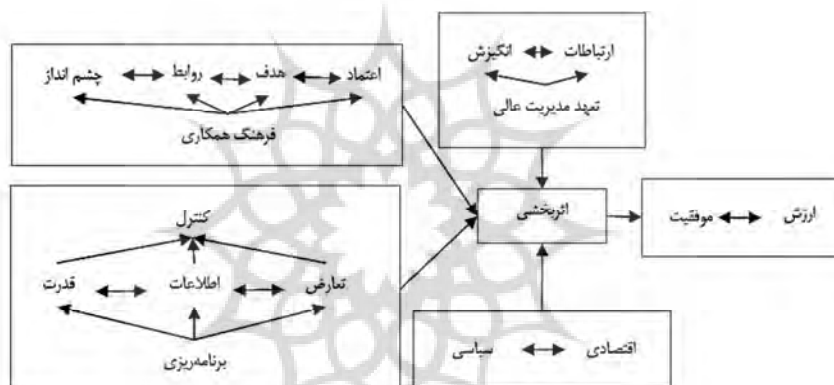 ارتباطات انگیزش
تعهد مدیریت عالی
اعتماد هدف روابط چشم انداز
فرهنگ همکاری
اثربخشی
ارزش موفقیت
کنترل
تعارض اطلاعات قدرت
برنامه‌ریزی
اقتصادی سیاسی